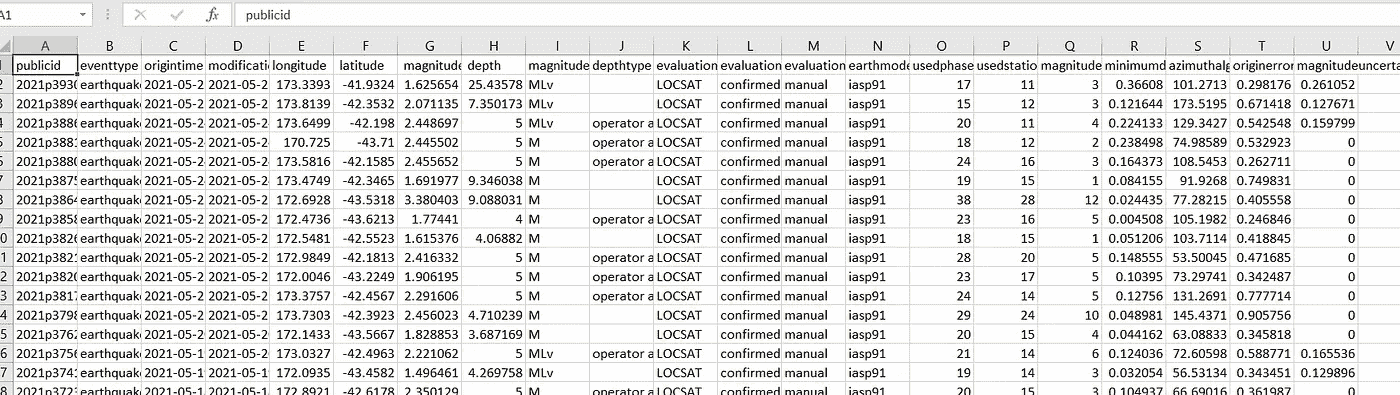 A1 fx publicid
A B C D E F G H I J K L M N O P Q R S T U V
publicid eventtype origintime modificati longitude latitude magnitude depth magnitude depthtype evaluation evaluation evaluation earthmode usedphase usedstatio magnitude minimumd azimuthalg originerror magnitudeuncerta
2 2021p3930 earthquake 2021-05-2 2021-05-2 173.3393 -41.9324 1.625654 25.43578 MLv LOCSAT confirmed manual iasp91 17 11 3 0.36608 101.2713 0.298176 0.261052
3 2021p3896 earthquake 2021-05-2 2021-05-2 173.8139 -42.3532 2.071135 7.350173 MLv LOCSAT confirmed manual iasp91 15 12 3 0.121644 173.5195 0.671418 0.127671
4 2021p3886 earthquake 2021-05-2 2021-05-2 173.6499 -42.198 2.448697 5 MLv operator a LOCSAT confirmed manual iasp91 20 11 4 0.224133 129.3427 0.542548 0.159799
2021p3881 earthquake 2021-05-2 2021-05-2 170.725 -43.71 2.445502 5 M operator a LOCSAT confirmed manual iasp91 18 12 2 0.238498 74.98589 0.532923 0
2021p3880 earthquake 2021-05-2 2021-05-2 173.5816 -42.1585 2.455652 5 M operator a LOCSAT confirmed manual iasp91 24 16 3 0.164373 108.5453 0.262711 0
7 2021p3875 earthquake 2021-05-2 2021-05-2 173.4749 -42.3465 1.691977 9.346038 M LOCSAT confirmed manual iasp91 19 15 1 0.084155 91.9268 0.749831 0
8 2021p3864 earthquake 2021-05-2 2021-05-2 172.6928 -43.5318 3.380403 9.088031 M LOCSAT confirmed manual iasp91 38 28 12 0.024435 77.28215 0.405558 0
9 2021p3858 earthquake 2021-05-2 2021-05-2 172.4736 -43.6213 1.77441 4 M operator a LOCSAT confirmed manual iasp91 23 16 5 0.004508 105.1982 0.246846 0
0 2021p3826 earthquake 2021-05-2 2021-05-2 172.5481 -42.5523 1.615376 4.06882 M LOCSAT confirmed manual iasp91 18 15 1 0.051206 103.7114 0.418845 0
1 2021p3821 earthquake 2021-05-2 2021-05-2 172.9849 -42.1813 2.416332 5 M operator a LOCSAT confirmed manual iasp91 28 20 5 0.148555 53.50045 0.471685 0
2 2021p3820 earthquake 2021-05-2 2021-05-2 172.0046 -43.2249 1.906195 5 M operator a LOCSAT confirmed manual iasp91 23 17 5 0.10395 73.29741 0.342487 0
3 2021p3817 earthquake 2021-05-2 2021-05-2 173.3757 -42.4567 2.291606 5 M operator a LOCSAT confirmed manual iasp91 24 14 5 0.12756 131.2691 0.777714 0
4 2021p3798 earthquake 2021-05-2 2021-05-2 173.7303 -42.3923 2.456023 4.710239 M LOCSAT confirmed manual iasp91 29 24 10 0.048981 145.4371 0.905756 0
5 2021p3762 earthquake 2021-05-2 2021-05-2 172.1433 -43.5667 1.828853 3.687169 M LOCSAT confirmed manual iasp91 20 15 4 0.044162 63.08833 0.345818 0
6 2021p3756 earthquake 2021-05-1 2021-05-1 173.0327 -42.4963 2.221062 5 MLv operator a LOCSAT confirmed manual iasp91 21 14 6 0.124036 72.60598 0.588771 0.165536
7 2021p3741 earthquake 2021-05-1 2021-05-1 172.0935 -43.4582 1.496461 4.269758 MLv LOCSAT confirmed manual iasp91 19 14 3 0.032054 56.53134 0.343451 0.129896
8 2021p372 earthquake 2021-05-1 2021-05-1 172.8921 -42.6178 2.350129 5 M operator a LOCSAT confirmed manual iasp91 20 15 3 0.104937 66.69016 0.361987 0